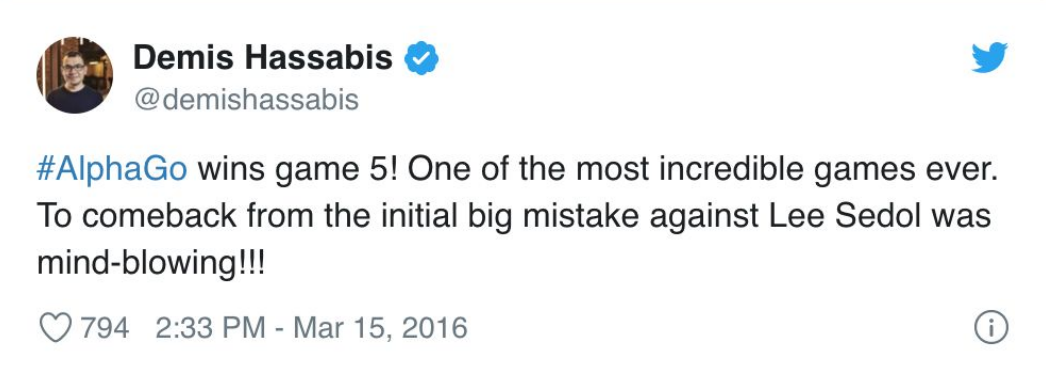 Demis Hassabis
@demishassabis
#AlphaGo wins game 5! One of the most incredible games ever.
To comeback from the initial big mistake against Lee Sedol was
mind-blowing!!!
794 2:33 PM - Mar 15, 2016